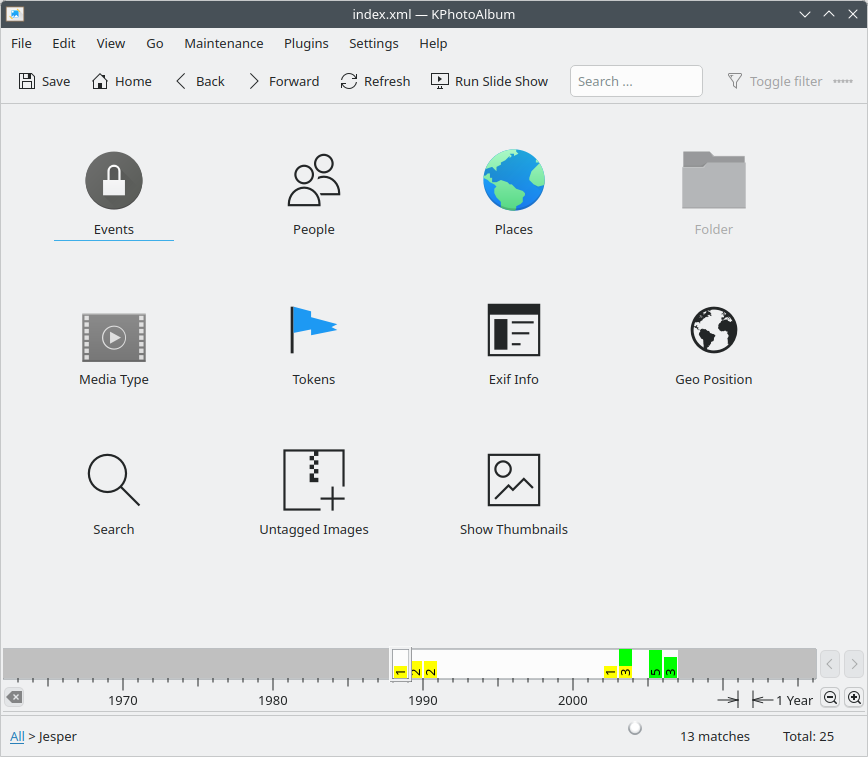 index.xml — KPhotoAlbum
File Edit View Go Maintenance Plugins Settings Help
Save Home Back Forward Refresh Run Slide Show Search ... Toggle filter
Events People Places Folder
Media Type Tokens Exif Info Geo Position
Search Untagged Images Show Thumbnails
1 2 2 1 3 5 3
1970 1980 1990 2000 1 Year
All > Jesper 13 matches Total: 25